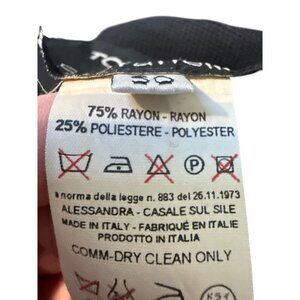 75% RAYON - RAYON
25% POLIESTERE - POLYESTER
P
a norma della legge n. 883 del 26.11.1973
ALESSANDRA - CASALE SUL SILE
MADE IN ITALY - FABRIQUÉ EN ITALIE
PRODOTTO IN ITALIA
COMM-DRY CLEAN ONLY